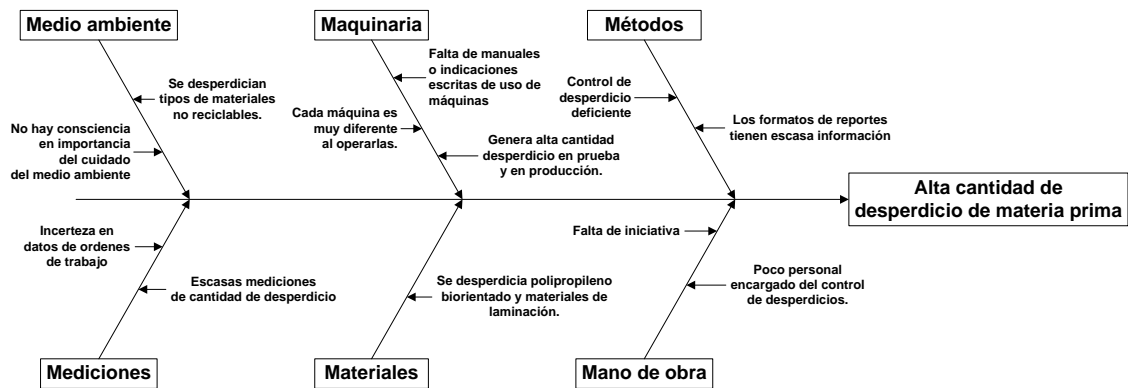 Medio ambiente
Maquinaria
Métodos
Se desperdician
tipos de materiales
no reciclables.
No hay consciencia
en importancia
del cuidado
del medio ambiente
Falta de manuales
o indicaciones
escritas de uso de
máquinas
Cada máquina es
muy diferente
al operarlas.
Genera alta cantidad
desperdicio en prueba
y en producción.
Control de
desperdicio
deficiente
Los formatos de reportes
tienen escasa información
Alta cantidad de
desperdicio de materia prima
Incerteza en
datos de ordenes
de trabajo
Escasas mediciones
de cantidad de desperdicio
Se desperdicia polipropileno
biorientado y materiales de
laminación.
Falta de iniciativa
Poco personal
encargado del control
de desperdicios.
Mediciones
Materiales
Mano de obra